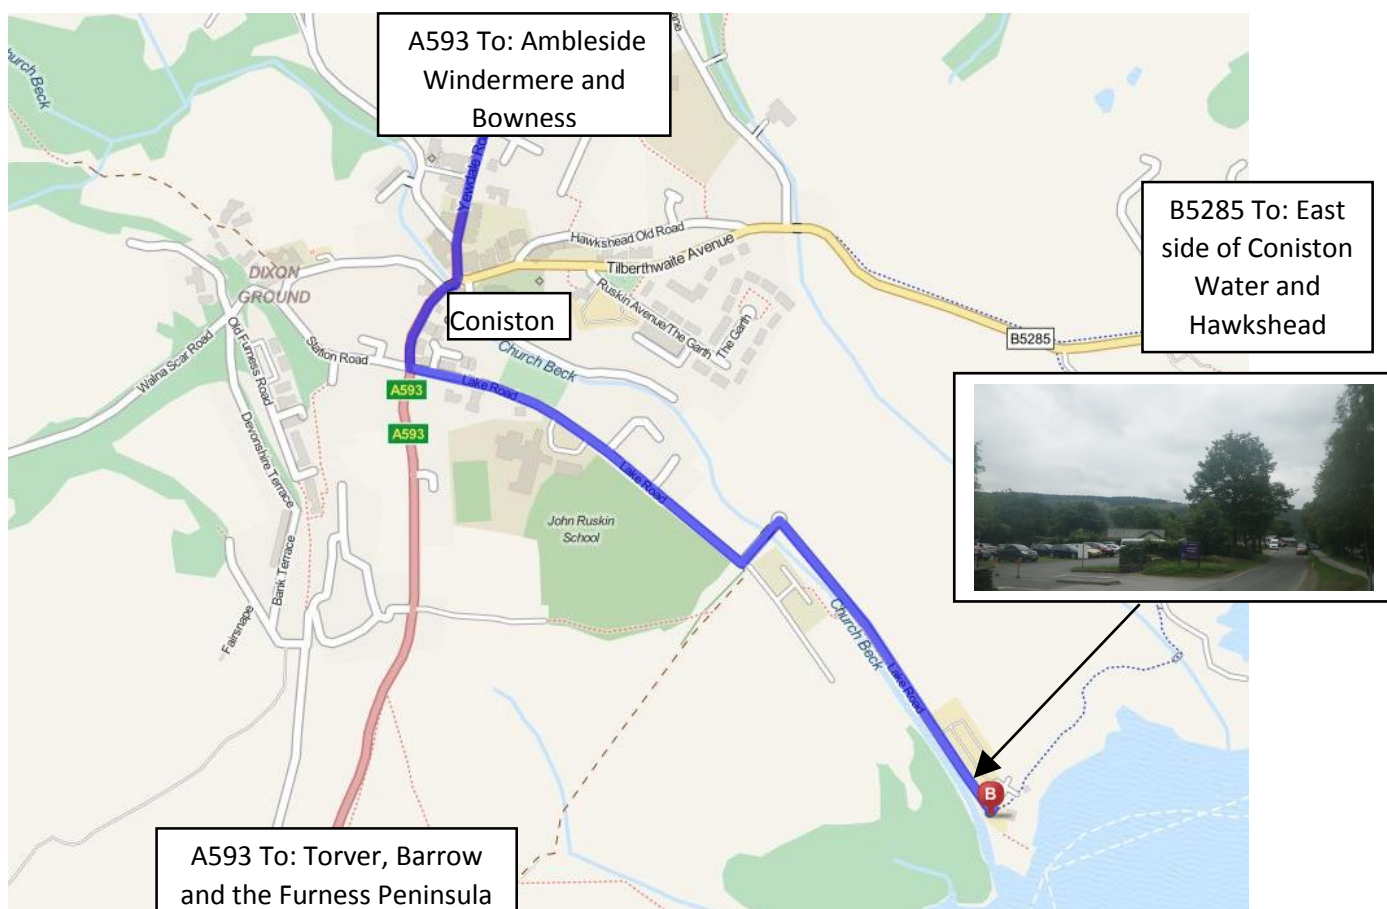 A593 To: Ambleside
Windermere and
Bowness
Church Beck
Yewdale Ro
B5285 To: East
side of Coniston
Water and
Hawkshead
Hawkshead Old Road
Tilberthwaite Avenue
DIXON
GROUND
Ruskin Avenue/The Garth
The Garth
Coniston
B5285
Walna Scar Road
Old Furness Road
Station Road
Church Beck
Lake Road
A593
A593
Devonshire Terrace
Lake Road
John Ruskin
School
Bank Terrace
Fairsnape
Church Beck
Lake Road
B
A593 To: Torver, Barrow
and the Furness Peninsula